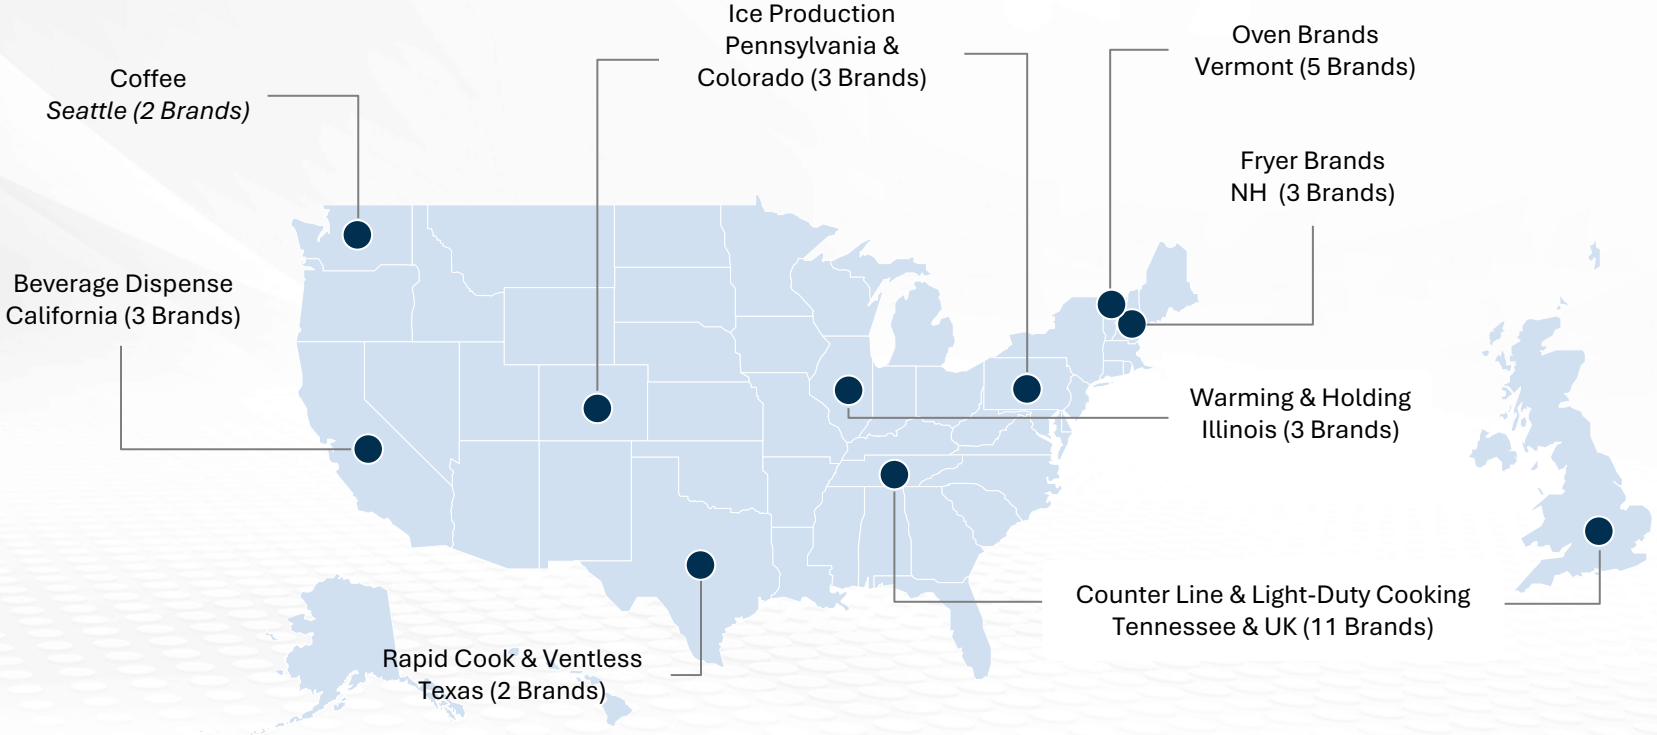 Ice Production
Pennsylvania &
Colorado (3 Brands)
Oven Brands
Vermont (5 Brands)
Coffee
Seattle (2 Brands)
Fryer Brands
NH  (3 Brands)
Beverage Dispense
California (3 Brands)
Warming & Holding
Illinois (3 Brands)
Counter Line & Light-Duty Cooking
Tennessee & UK (11 Brands)
Rapid Cook & Ventless
Texas (2 Brands)